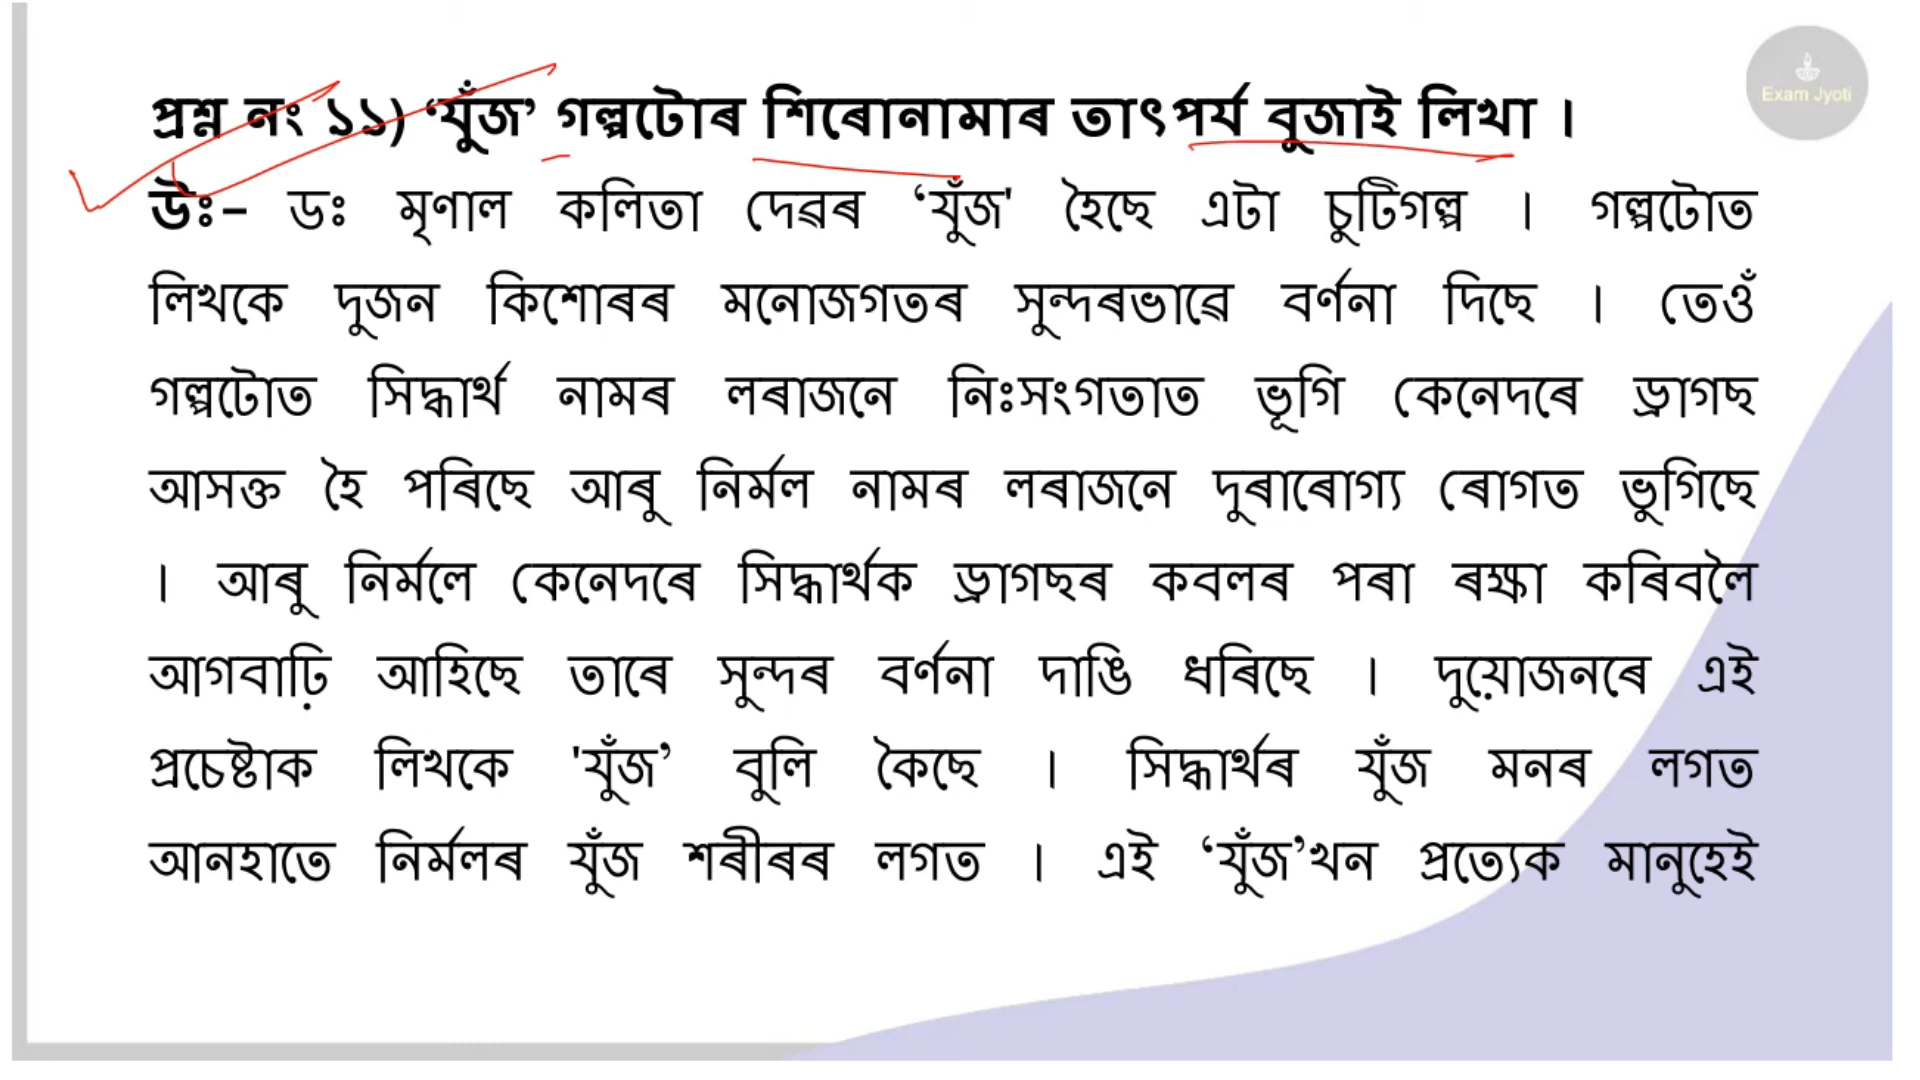 Exam Jyoti
প্ৰশ্ন নং ১১) ‘যুঁজ’ গল্পটোৰ শিৰোনামাৰ তাৎপৰ্য বুজাই লিখা ।
উঃ– ডঃ মৃণাল কলিতা দেৱৰ ‘যুঁজ' হৈছে এটা চুটিগল্প । গল্পটোত
লিখকে দুজন কিশোৰৰ মনোজগতৰ সুন্দৰভাৱে বৰ্ণনা দিছে । তেওঁ
গল্পটোত সিদ্ধাৰ্থ নামৰ লৰাজনে নিঃসংগতাত ভূগি কেনেদৰে ড্ৰাগছ
আসক্ত হৈ পৰিছে আৰু নিৰ্মল নামৰ লৰাজনে দুৰাৰোগ্য ৰোগত ভুগিছে
। আৰু নিৰ্মলে কেনেদৰে সিদ্ধাৰ্থক ড্ৰাগছৰ কবলৰ পৰা ৰক্ষা কৰিবলৈ
আগবাঢ়ি আহিছে তাৰে সুন্দৰ বৰ্ণনা দাঙি ধৰিছে । দুয়োজনৰে এই
প্ৰচেষ্টাক লিখকে 'যুঁজ’ বুলি কৈছে । সিদ্ধাৰ্থৰ যুঁজ মনৰ লগত
আনহাতে নিৰ্মলৰ যুঁজ শৰীৰৰ লগত । এই ‘যুঁজ’খন প্ৰত্যেক মানুহেই